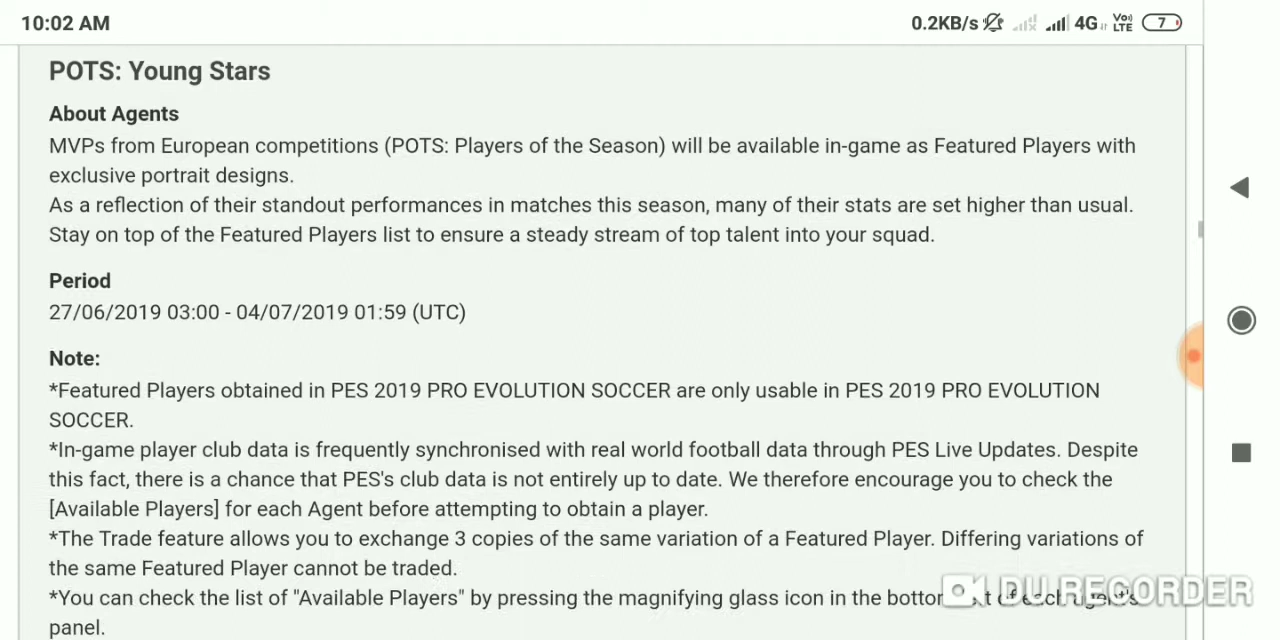 10:02 AM
0.2KB/s 4G Vo) LTE 7
POTS: Young Stars
About Agents
MVPs from European competitions (POTS: Players of the Season) will be available in-game as Featured Players with
exclusive portrait designs.
As a reflection of their standout performances in matches this season, many of their stats are set higher than usual.
Stay on top of the Featured Players list to ensure a steady stream of top talent into your squad.
Period
27/06/2019 03:00 - 04/07/2019 01:59 (UTC)
Note:
*Featured Players obtained in PES 2019 PRO EVOLUTION SOCCER are only usable in PES 2019 PRO EVOLUTION
SOCCER.
*In-game player club data is frequently synchronised with real world football data through PES Live Updates. Despite
this fact, there is a chance that PES's club data is not entirely up to date. We therefore encourage you to check the
[Available Players] for each Agent before attempting to obtain a player.
*The Trade feature allows you to exchange 3 copies of the same variation of a Featured Player. Differing variations of
the same Featured Player cannot be traded.
*You can check the list of "Available Players" by pressing the magnifying glass icon in the bottom of each agent's
panel.
DU RECORDER